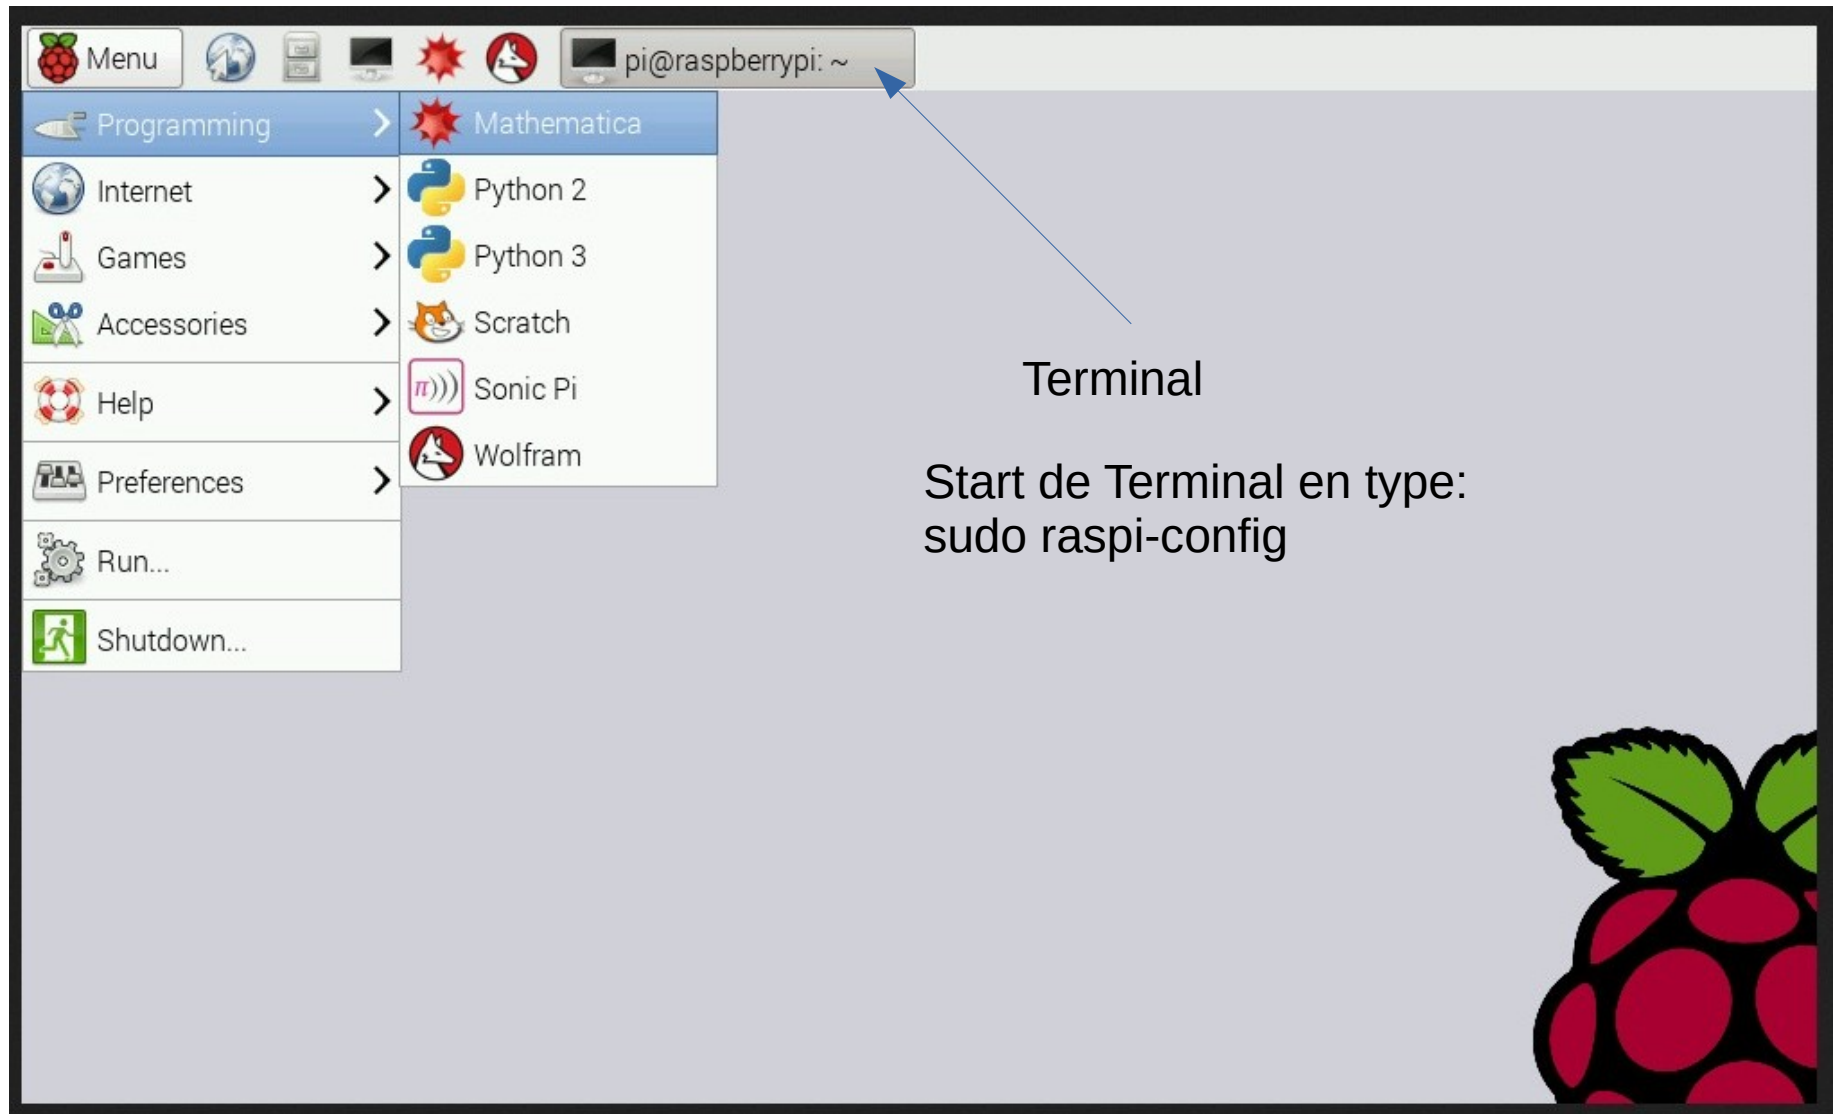 Menu
pi@raspberrypi: ~
Programming
Internet
Games
Accessories
Help
Preferences
Run...
Shutdown...
Mathematica
Python 2
Python 3
Scratch
π)))
Sonic Pi
Wolfram
Terminal
Start de Terminal en type:
sudo raspi-config